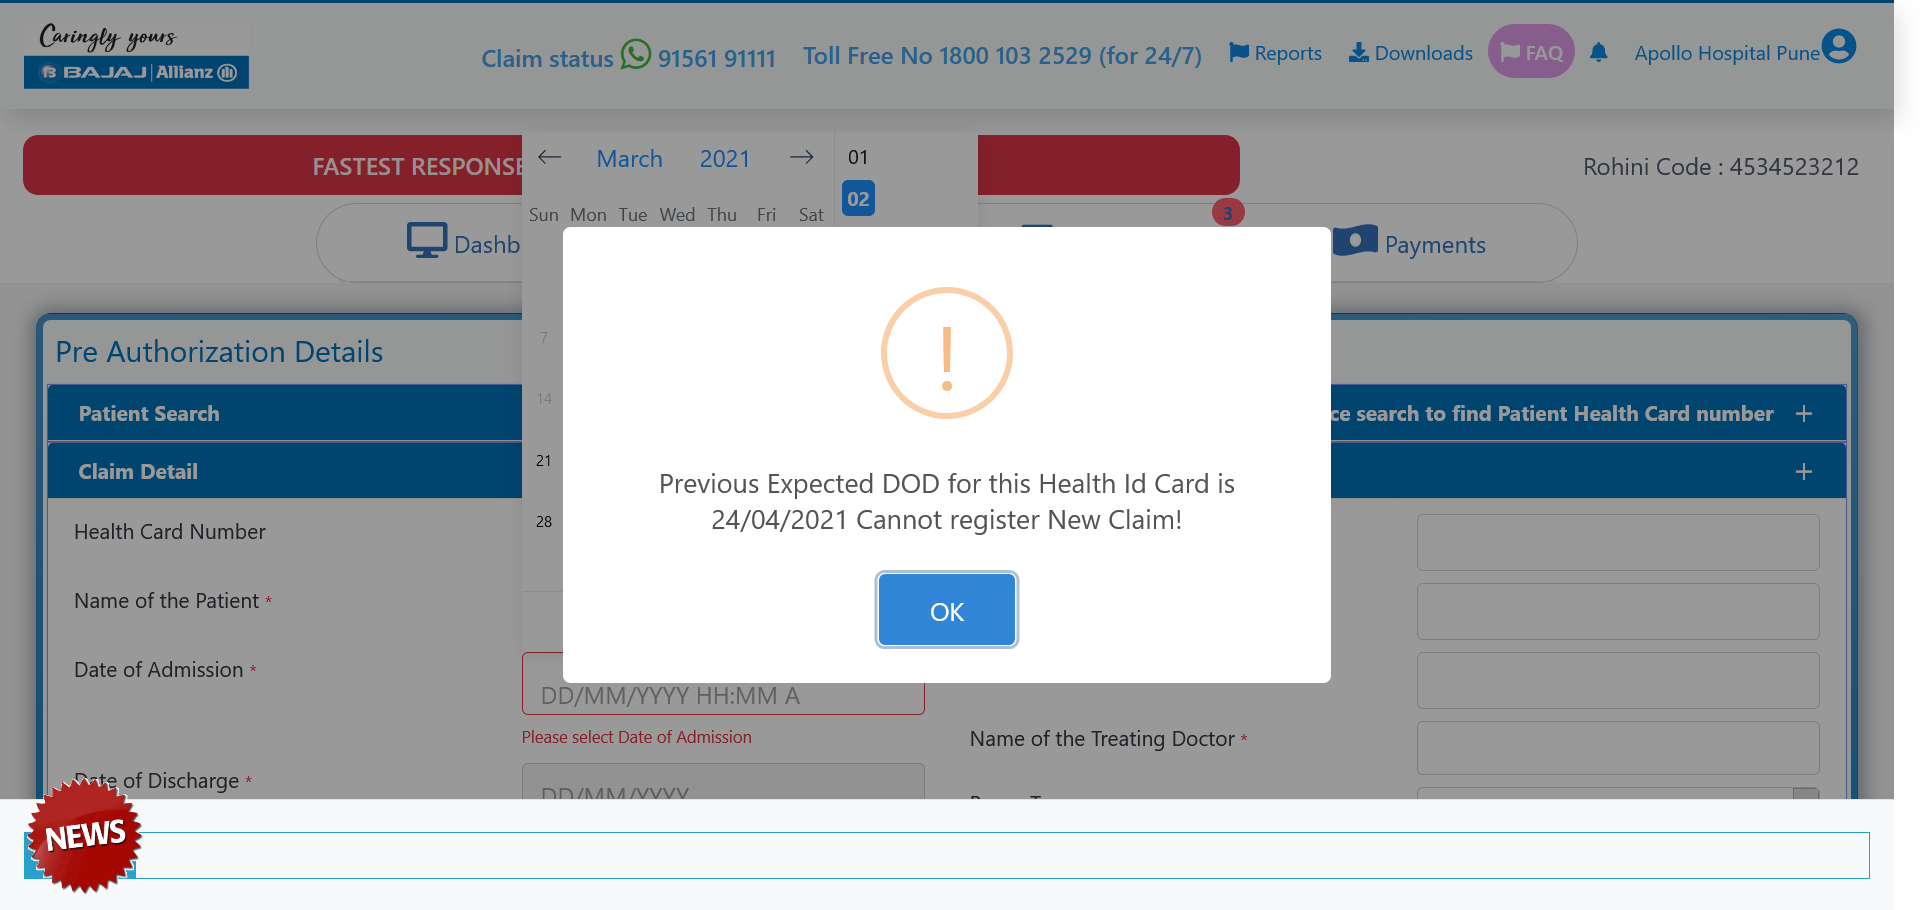 Caringly yours
BAJAJ | Allianz
Claim status 91561 91111
Toll Free No 1800 103 2529 (for 24/7)
Reports
Downloads
FAQ
Apollo Hospital Pune
FASTEST RESPONSE
Rohini Code : 4534523212
March 2021
01
02
Sun Mon Tue Wed Thu Fri Sat
7
14
21
28
3
Payments
Pre Authorization Details
Patient Search
search to find Patient Health Card number
Claim Detail
Previous Expected DOD for this Health Id Card is
24/04/2021 Cannot register New Claim!
OK
Health Card Number
Name of the Patient *
Date of Admission *
DD/MM/YYYY HH:MM A
Please select Date of Admission
Name of the Treating Doctor *
Date of Discharge *
DD/MM/YYYY
NEWS